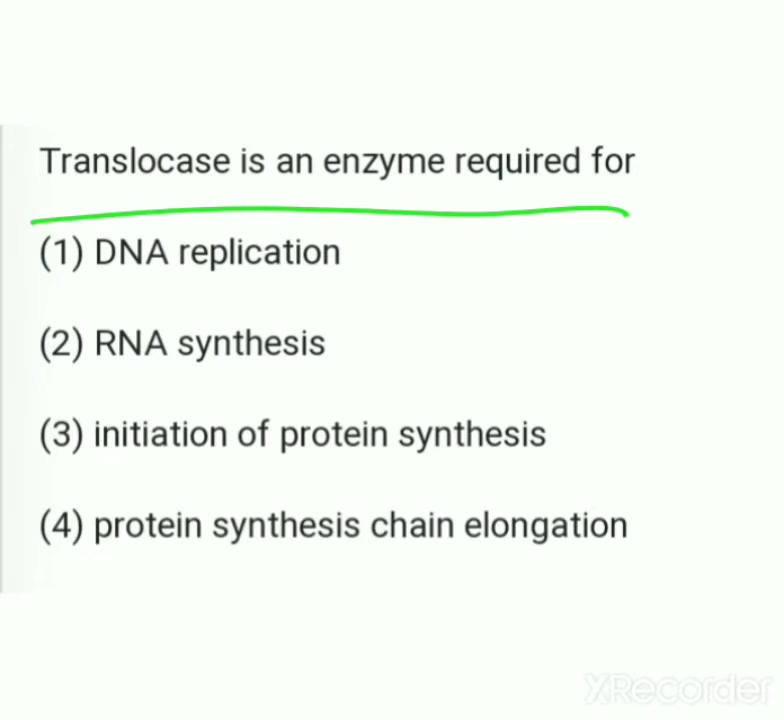 Translocase is an enzyme required for
(1) DNA replication
(2) RNA synthesis
(3) initiation of protein synthesis
(4) protein synthesis chain elongation
XRecorder